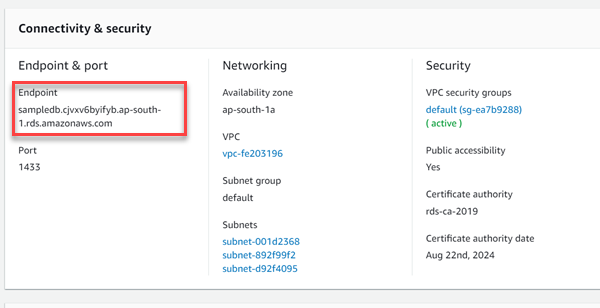 Connectivity & security
Endpoint & port
Endpoint
sampledb.cjvxv6byifyb.ap-south-
1.rds.amazonaws.com
Port
1433
Networking
Availability zone
ap-south-1a
VPC
vpc-fe203196
Subnet group
default
Subnets
subnet-001d2368
subnet-892f99f2
subnet-d92f4095
Security
VPC security groups
default (sg-ea7b9288)
( active )
Public accessibility
Yes
Certificate authority
rds-ca-2019
Certificate authority date
Aug 22nd, 2024